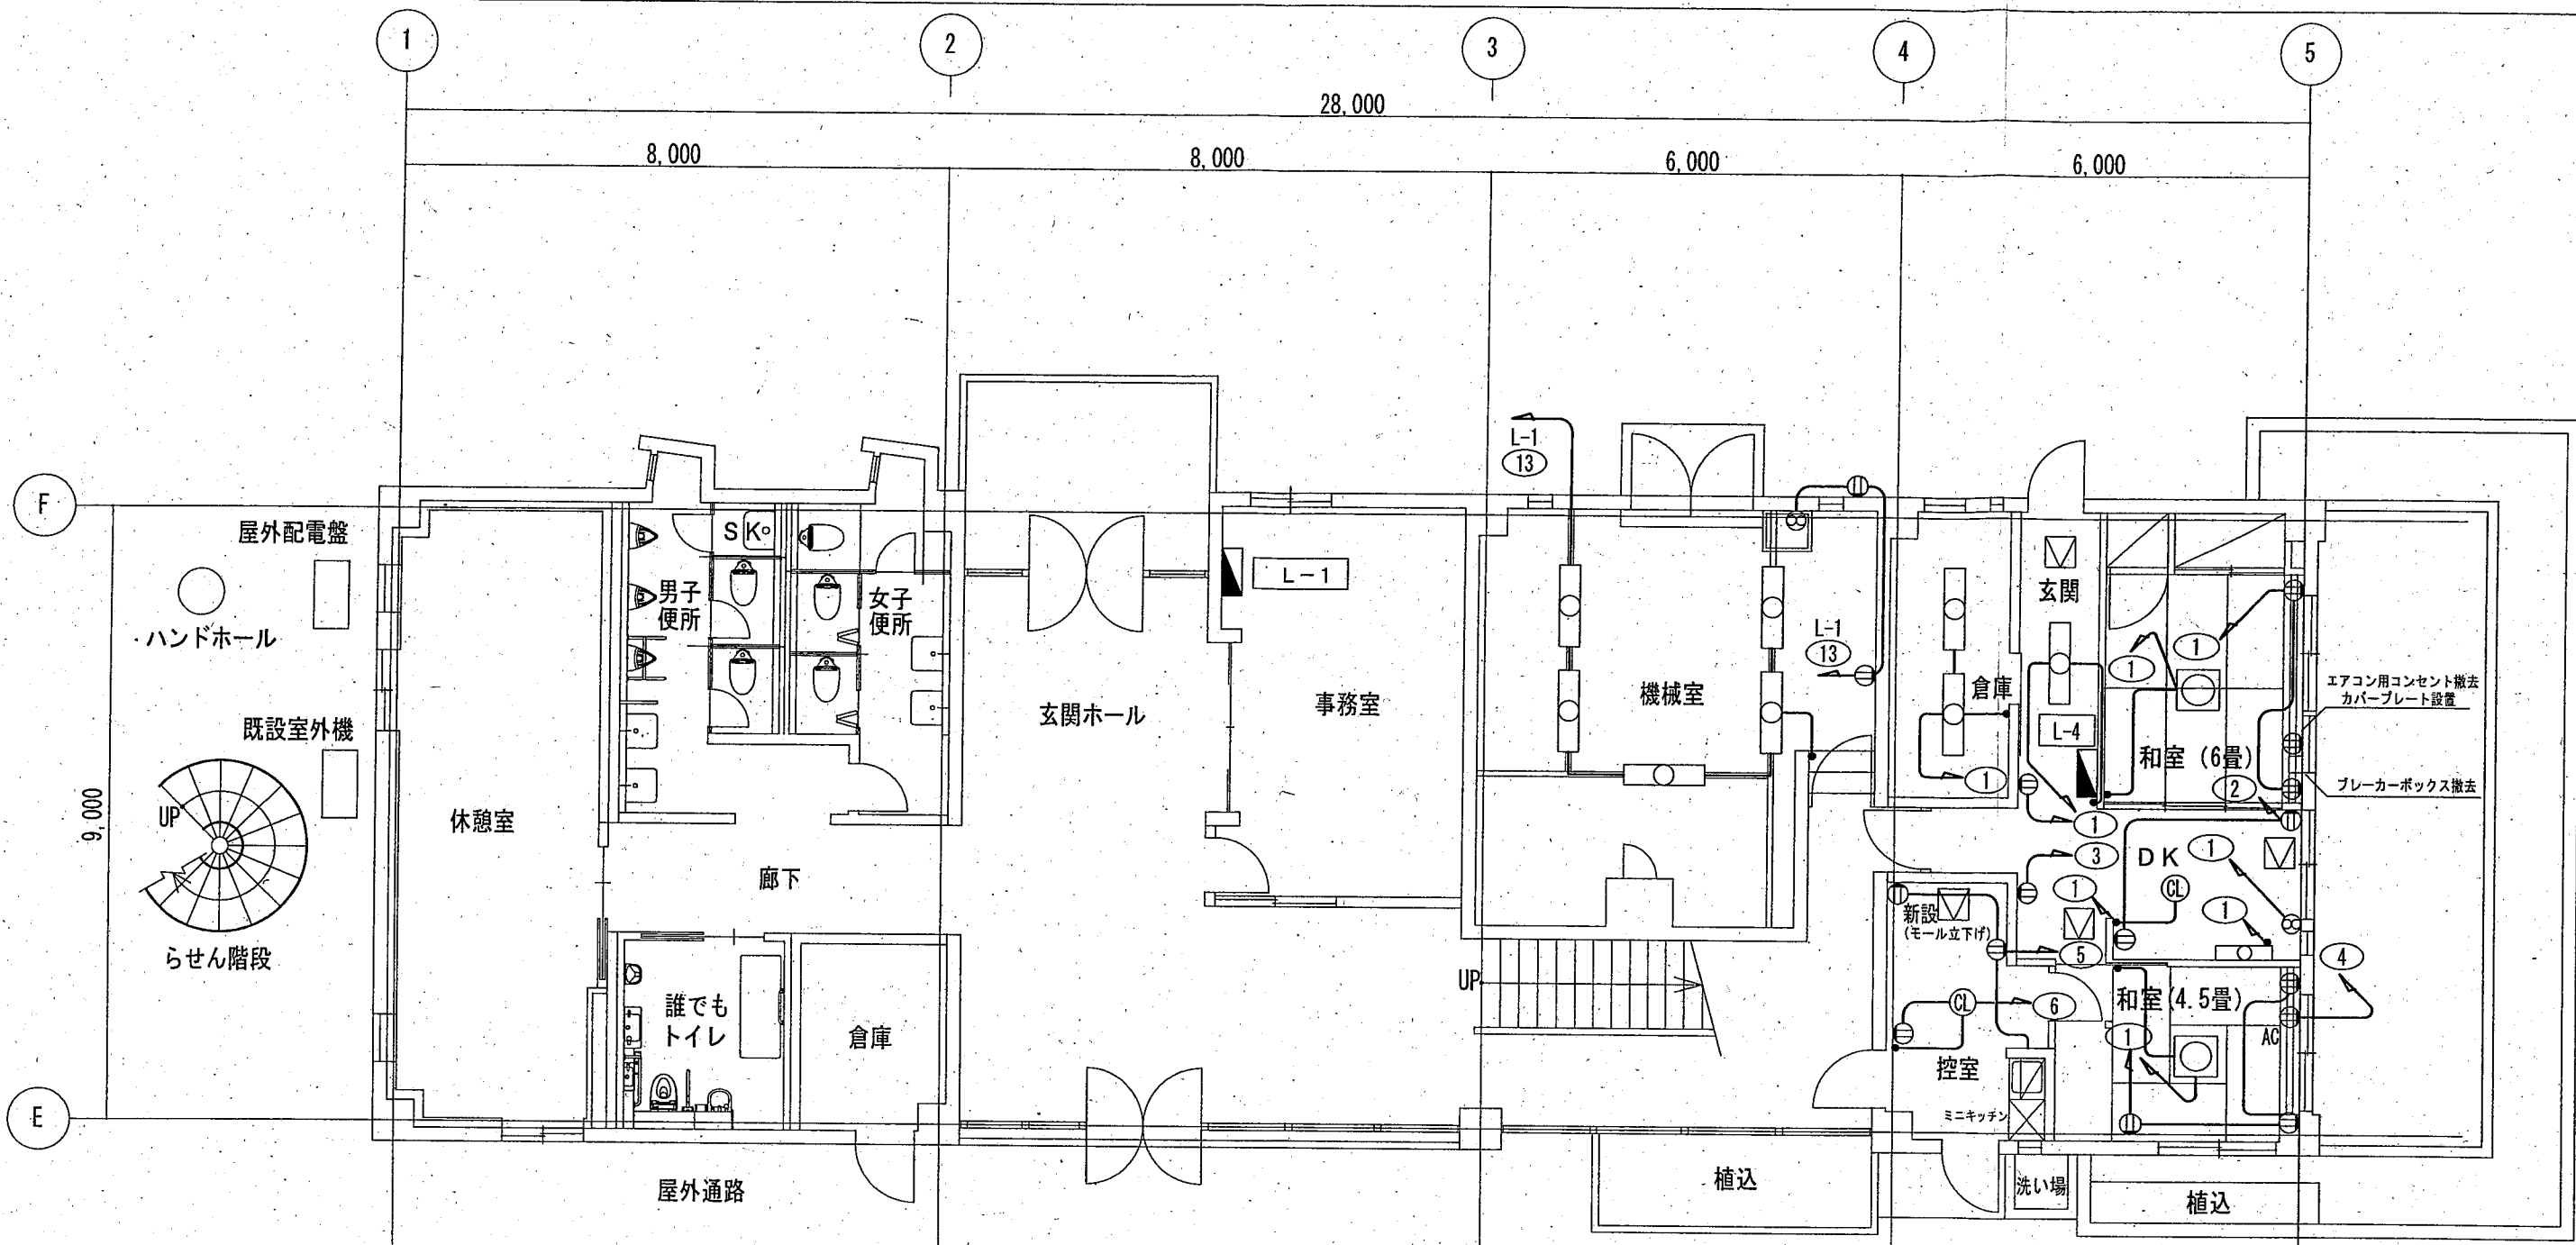 1
2
3
4
5
28,000
8,000
8,000
6,000
6,000
L-1
13
F
屋外配電盤
ハンドホール
既設室外機
UP
らせん階段
9,000
E
休憩室
男子
便所
SK
女子
便所
廊下
誰でも
トイレ
倉庫
玄関ホール
L-1
事務室
機械室
L-1
13
UP
倉庫
1
玄関
L-4
1
1
和室 (6畳)
2
エアコン用コンセント撤去
カバープレート設置
ブレーカーボックス撤去
1
3
DK
1
CL
1
1
新設
(モール立下げ)
5
4
CL
6
和室(4.5畳)
1
AC
控室
ミニキッチン
屋外通路
植込
洗い場
植込